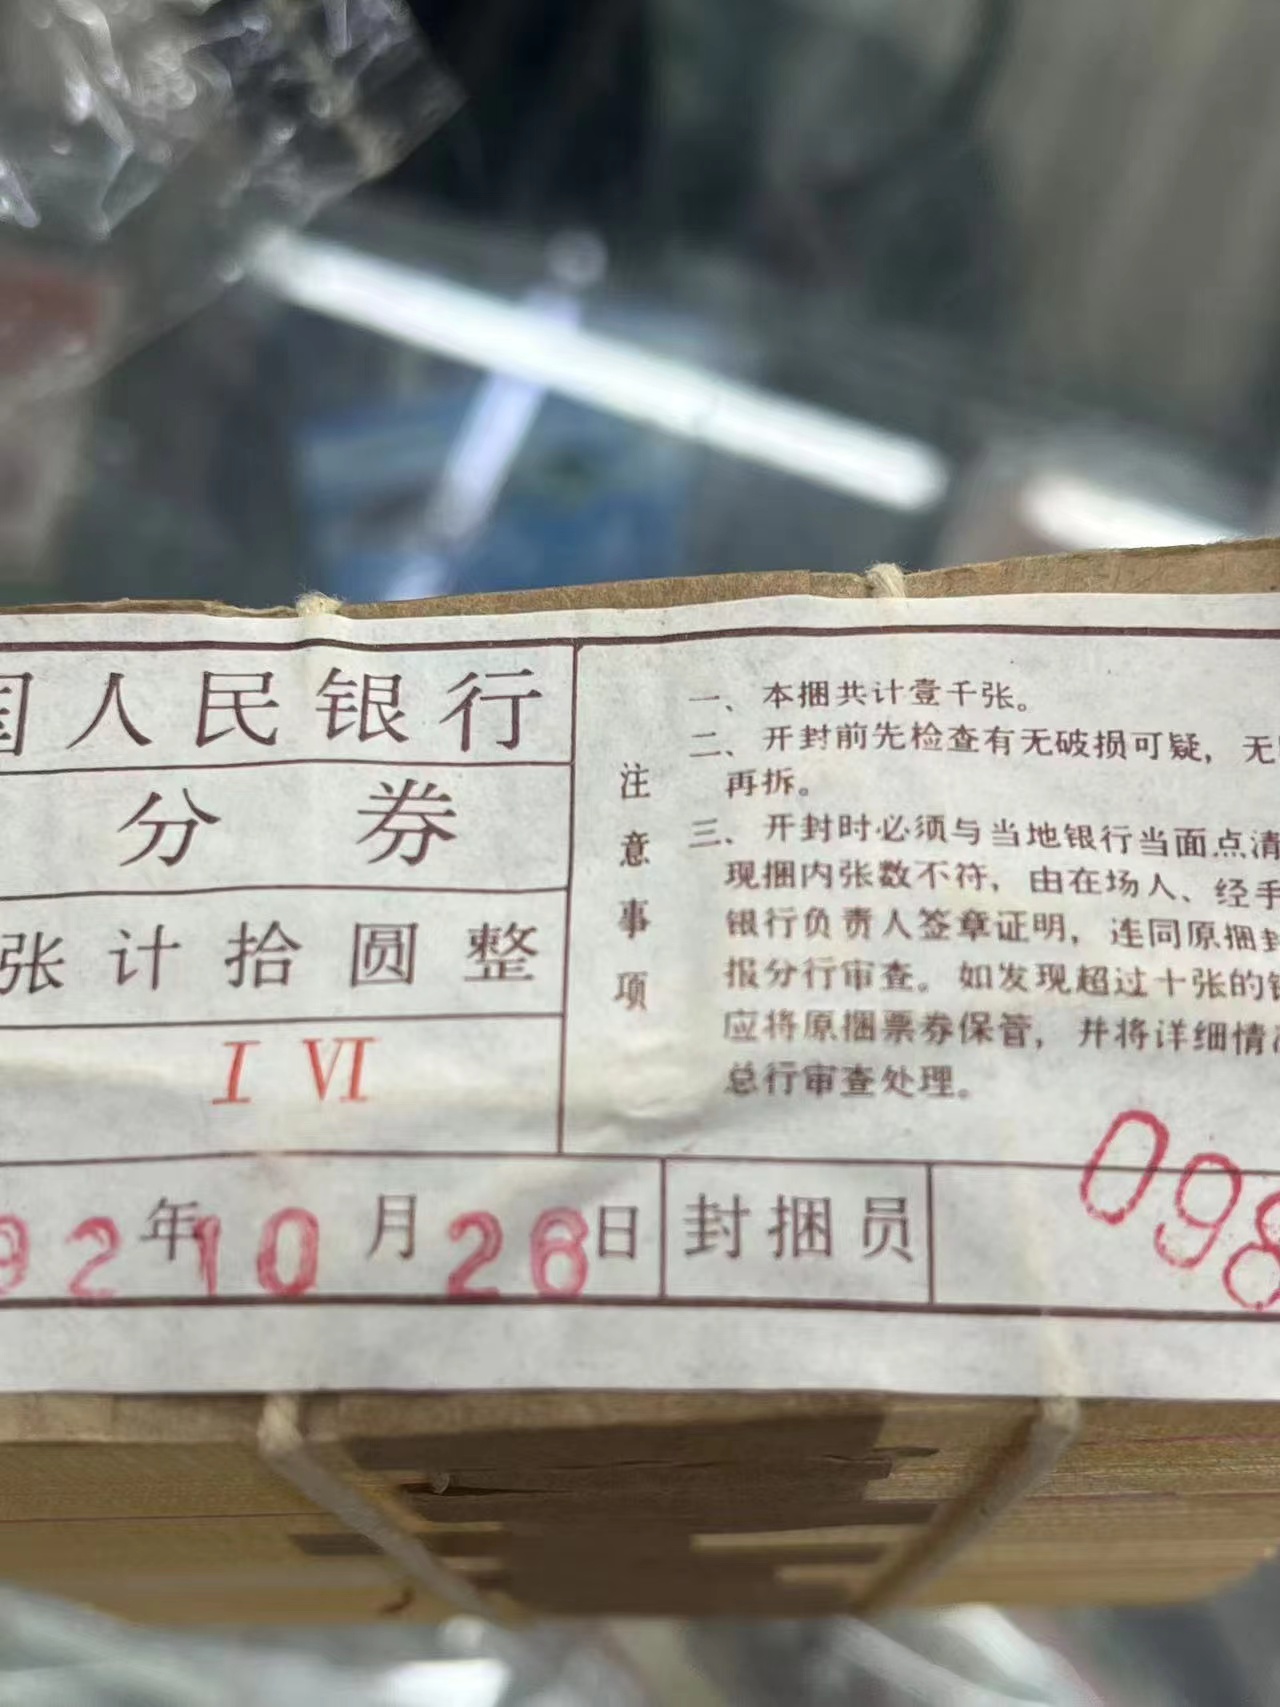 国人民银行
分券
张计拾圆整
I VI
92年10月26日
封捆员
098
注意事项
一、本捆共计壹千张。
二、开封前先检查有无破损可疑，无
再拆。
三、开封时必须与当地银行当面点清
现捆内张数不符，由在场人、经手
银行负责人签章证明，连同原捆封
报分行审查。如发现超过十张的
应将原捆票券保管，并将详细情
总行审查处理。